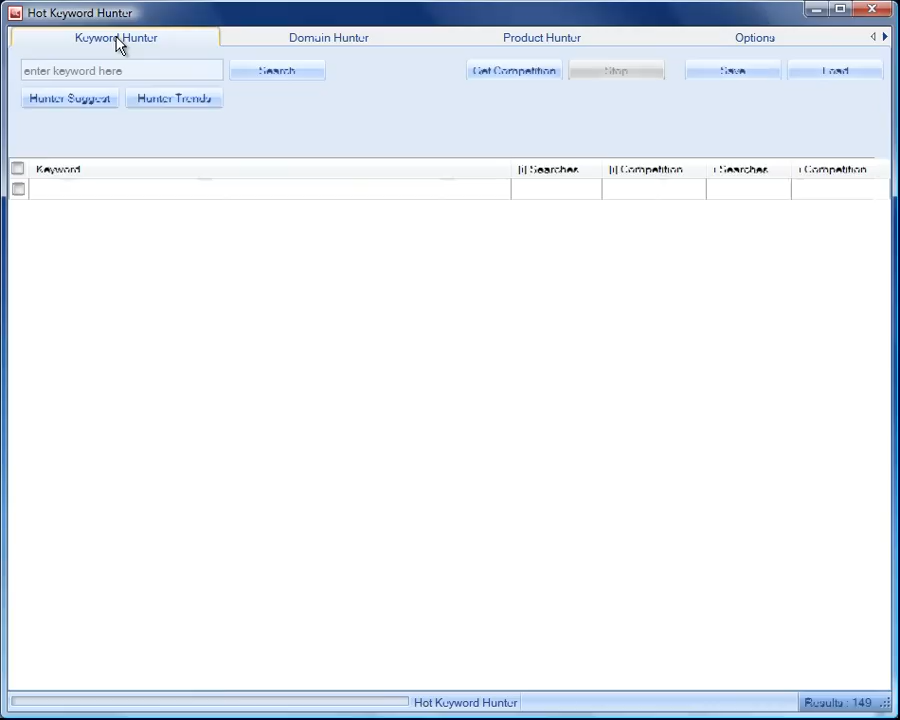 Hot Keyword Hunter
Keyword Hunter Domain Hunter Product Hunter Options
enter keyword here Search Get Competition Stop Save Load
Hunter Suggest Hunter Trends
Keyword [i] Searches [i] Competition Searches Competition
Hot Keyword Hunter Results : 149